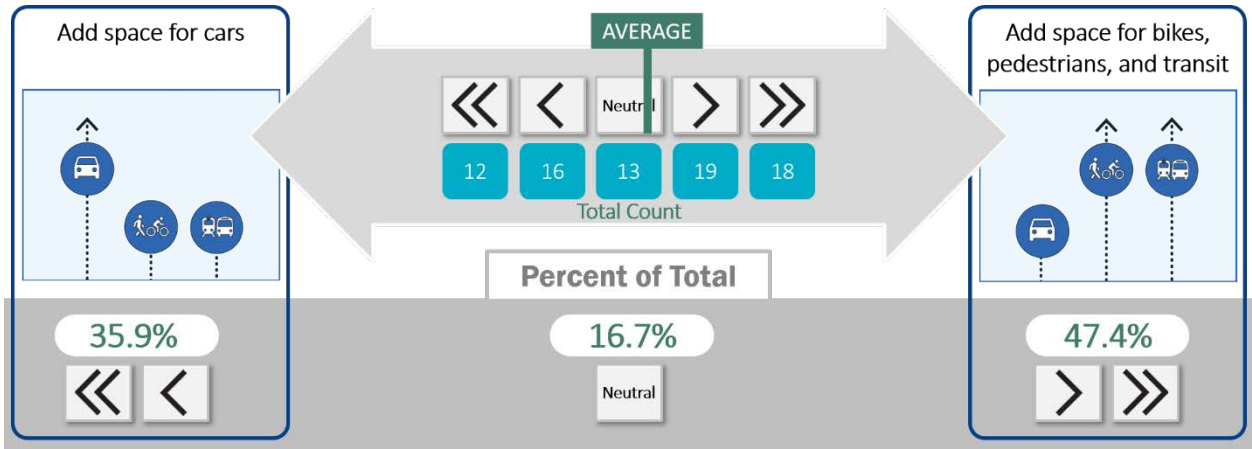 Add space for cars
AVERAGE
Add space for bikes,
pedestrians, and transit
Neutral
12 16 13 19 18
Total Count
Percent of Total
35.9% 16.7% 47.4%
Neutral